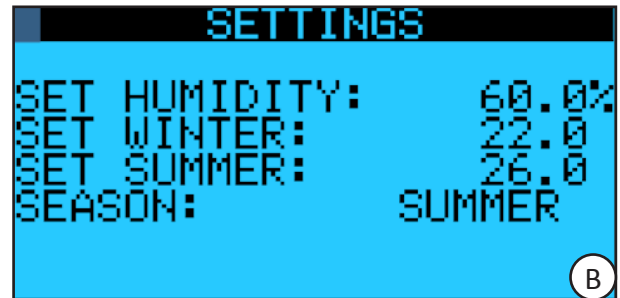 SETTINGS
SET HUMIDITY: 60.0%
SET WINTER: 22.0
SET SUMMER: 26.0
SEASON: SUMMER
B